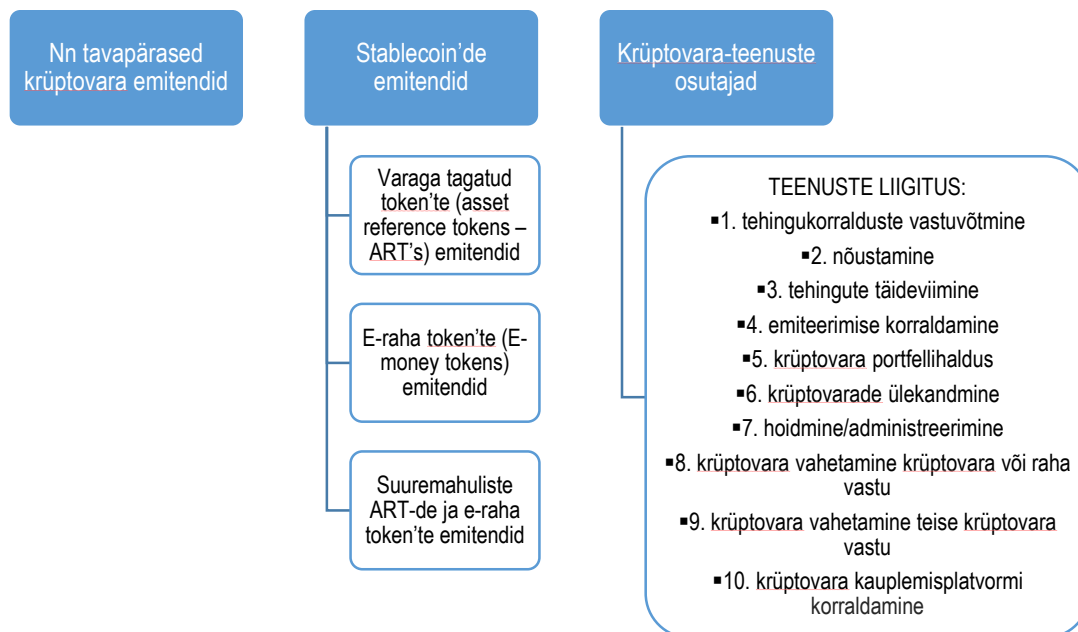 Nn tavapärased
krüptovara emitendid
Stablecoin’de
emitendid
Varaga tagatud
token’te (asset
reference tokens –
ART’s) emitendid
E-raha token’te (E-
money tokens)
emitendid
Suuremahuliste
ART-de ja e-raha
token’te emitendid
Krüptovara-teenuste
osutajad
TEENUSTE LIIGITUS:
▪1. tehingukorralduste vastuvõtmine
▪2. nõustamine
▪3. tehingute täideviimine
▪4. emiteerimise korraldamine
▪5. krüptovara portfellihaldus
▪6. krüptovarade ülekandmine
▪7. hoidmine/administreerimine
▪8. krüptovara vahetamine krüptovara või raha
vastu
▪9. krüptovara vahetamine teise krüptovara
vastu
▪10. krüptovara kauplemisplatvormi
korraldamine